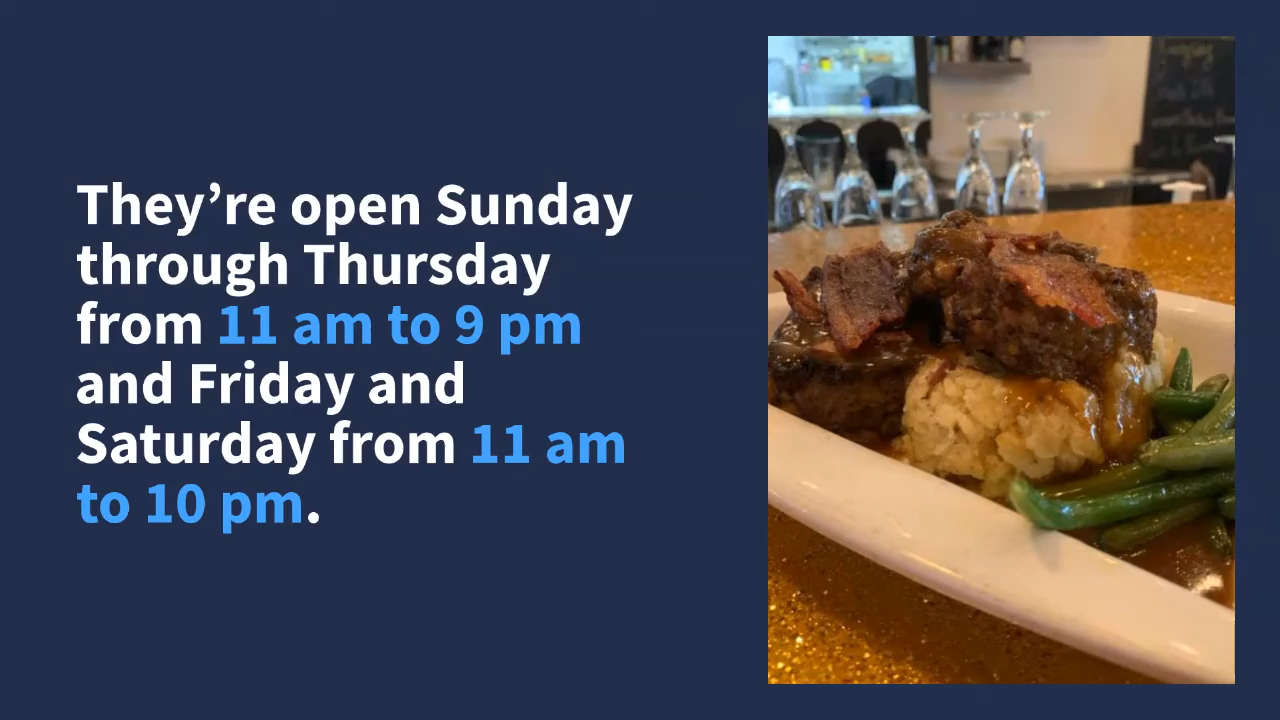 They’re open Sunday
through Thursday
from 11 am to 9 pm
and Friday and
Saturday from 11 am
to 10 pm.